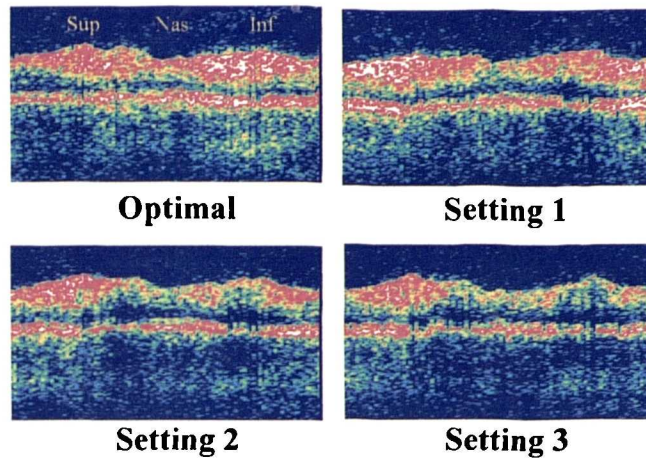 Sup Nas Inf
Optimal
Setting 1
Setting 2
Setting 3